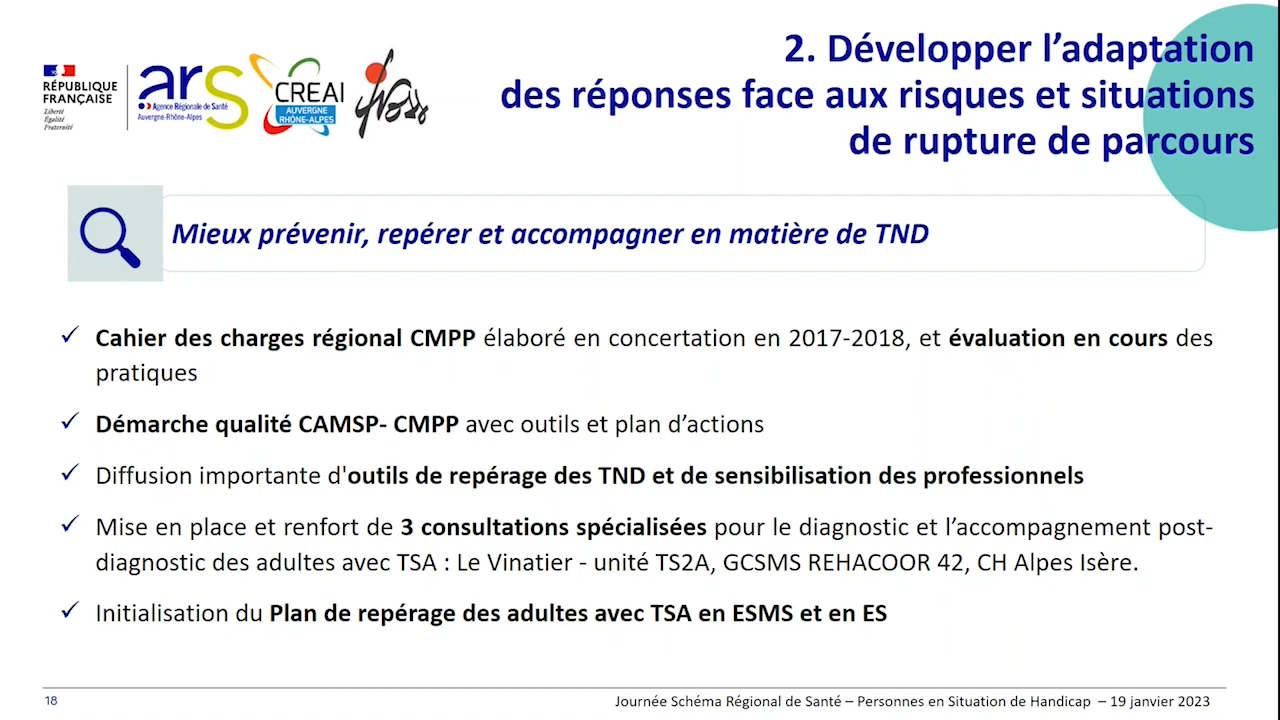 2. Développer l’adaptation
des réponses face aux risques et situations
de rupture de parcours
RÉPUBLIQUE
FRANÇAISE
Liberté
Égalité
Fraternité
ars
Agence Régionale de Santé
Auvergne-Rhône-Alpes
CREAI
AUVERGNE
RHÔNE-ALPES
Mieux prévenir, repérer et accompagner en matière de TND
✓ Cahier des charges régional CMPP élaboré en concertation en 2017-2018, et évaluation en cours des
pratiques
✓ Démarche qualité CAMSP- CMPP avec outils et plan d’actions
✓ Diffusion importante d'outils de repérage des TND et de sensibilisation des professionnels
✓ Mise en place et renfort de 3 consultations spécialisées pour le diagnostic et l’accompagnement post-
diagnostic des adultes avec TSA : Le Vinatier - unité TS2A, GCSMS REHACOOR 42, CH Alpes Isère.
✓ Initialisation du Plan de repérage des adultes avec TSA en ESMS et en ES
18
Journée Schéma Régional de Santé – Personnes en Situation de Handicap – 19 janvier 2023